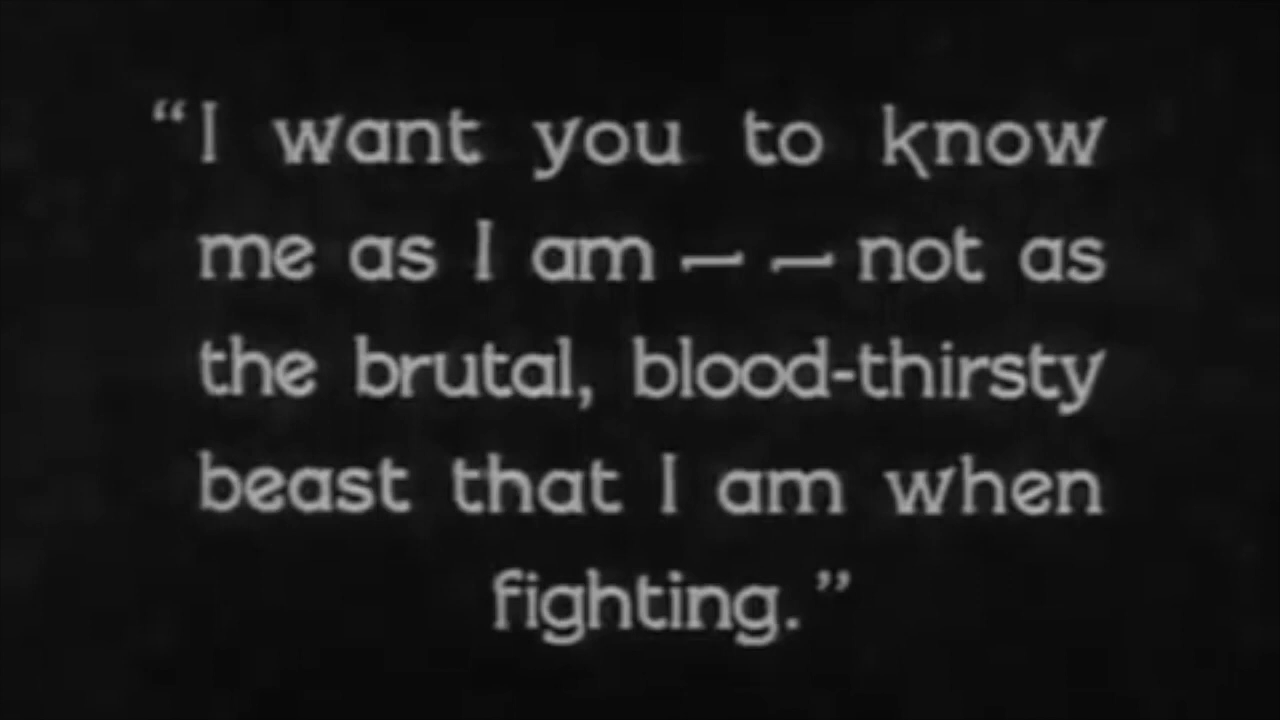 “I want you to know
me as I am — — not as
the brutal, blood-thirsty
beast that I am when
fighting.”